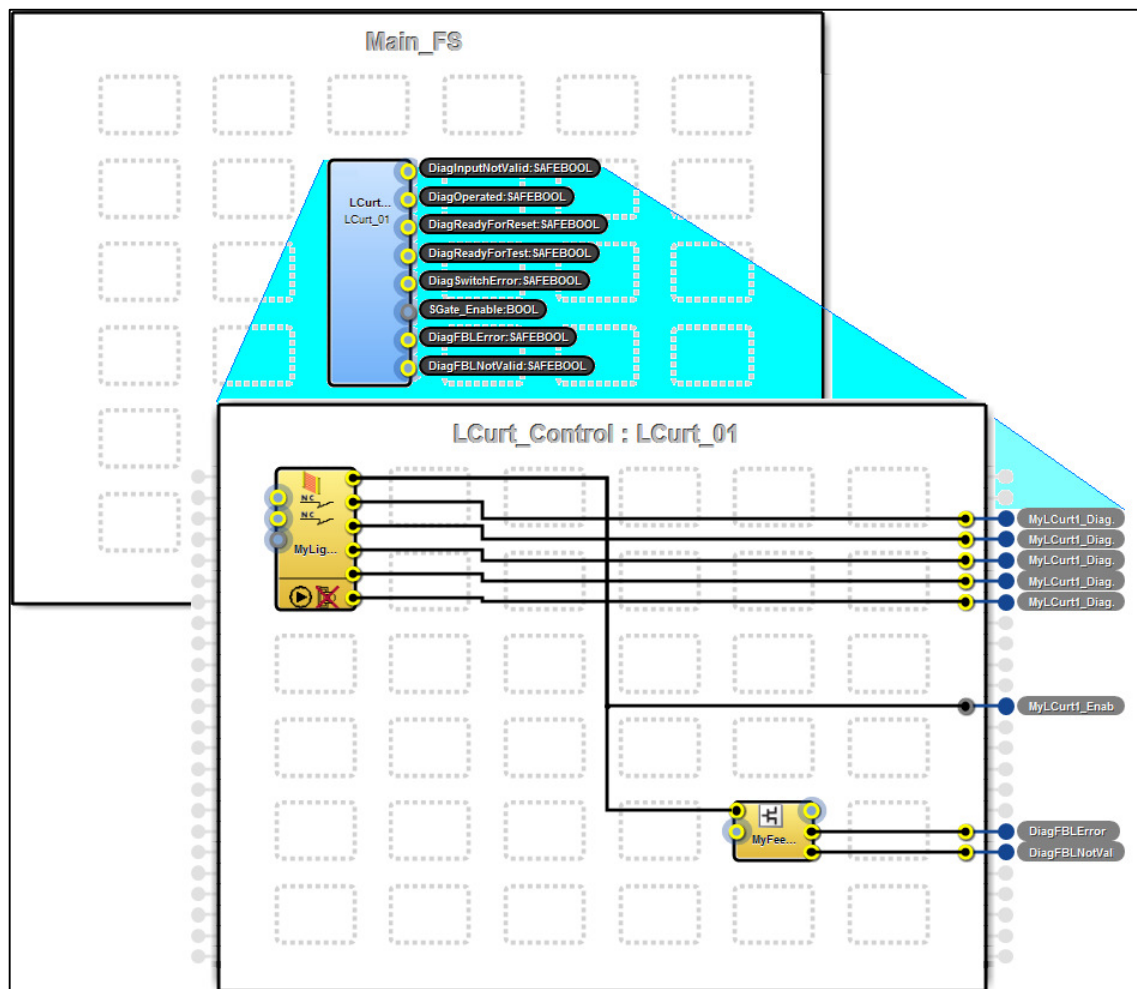 Main_FS
DiagInputNotValid:SAFEBOOL
LCurt...
LCurt_01
DiagOperated:SAFEBOOL
DiagReadyForReset:SAFEBOOL
DiagReadyForTest:SAFEBOOL
DiagSwitchError:SAFEBOOL
SGate_Enable:BOOL
DiagFBLError:SAFEBOOL
DiagFBLNotValid:SAFEBOOL
LCurt_Control : LCurt_01
N C
N C
MyLig...
MyLCurt1_Diag.
MyLCurt1_Diag.
MyLCurt1_Diag.
MyLCurt1_Diag.
MyLCurt1_Diag.
MyLCurt1_Enab
MyFee...
DiagFBLError
DiagFBLNotVal